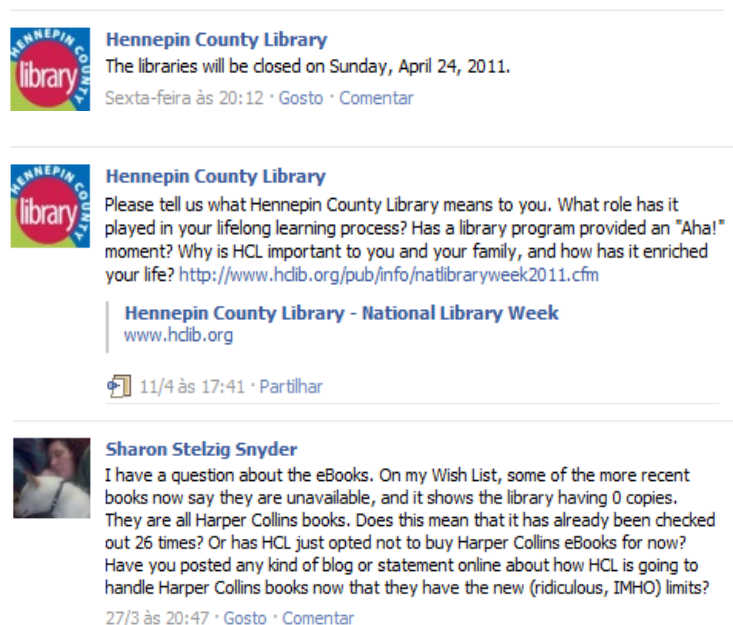 HENNEPIN COUNTY
library
Hennepin County Library
The libraries will be closed on Sunday, April 24, 2011.
Sexta-feira às 20:12 · Gosto · Comentar
HENNEPIN COUNTY
library
Hennepin County Library
Please tell us what Hennepin County Library means to you. What role has it
played in your lifelong learning process? Has a library program provided an "Aha!"
moment? Why is HCL important to you and your family, and how has it enriched
your life? http://www.hclib.org/pub/info/natlibraryweek2011.cfm
Hennepin County Library - National Library Week
www.hclib.org
11/4 às 17:41 · Partilhar
Sharon Stelzig Snyder
I have a question about the eBooks. On my Wish List, some of the more recent
books now say they are unavailable, and it shows the library having 0 copies.
They are all Harper Collins books. Does this mean that it has already been checked
out 26 times? Or has HCL just opted not to buy Harper Collins eBooks for now?
Have you posted any kind of blog or statement online about how HCL is going to
handle Harper Collins books now that they have the new (ridiculous, IMHO) limits?
27/3 às 20:47 · Gosto · Comentar